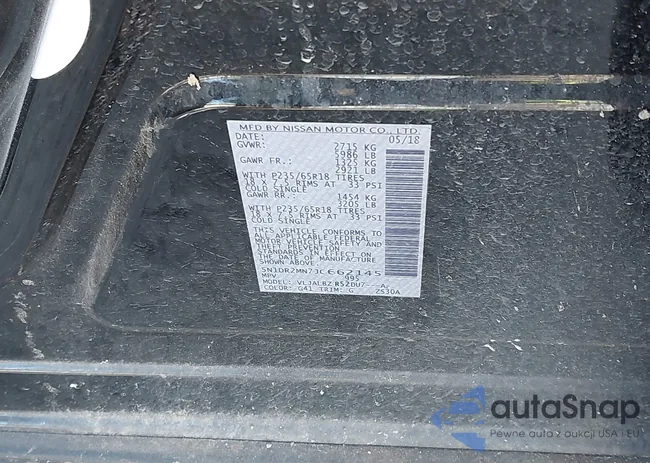 MFD BY NISSAN MOTOR CO., LTD.
DATE: 05/18
GVWR: 2715 KG
5986 LB
GAWR FR.: 1325 KG
2921 LB
WITH P235/65R18 TIRES
18 X 7.5 RIMS AT 33 PSI
COLD SINGLE
GAWR RR.: 1454 KG
3205 LB
WITH P235/65R18 TIRES
18 X 7.5 RIMS AT 33 PSI
COLD SINGLE
THIS VEHICLE CONFORMS TO
ALL APPLICABLE FEDERAL
MOTOR VEHICLE SAFETY AND
THEFT PREVENTION
STANDARDS IN EFFECT ON
THE DATE OF MANUFACTURE
SHOWN ABOVE.
5N1DR2MN7JC662145
MPV 995
MODEL: VLJALBZ R52DU7---A
COLOR: G41 TRIM: G ZS30A
autaSnap
Pewne auta z aukcji USA i EU